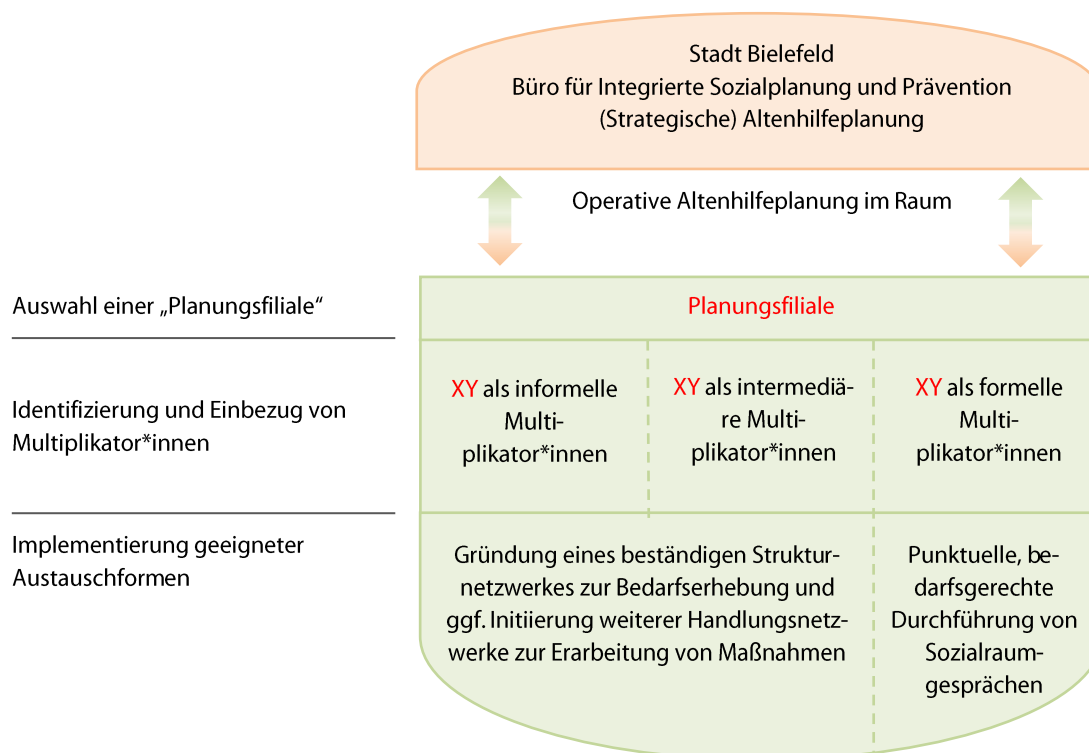 Stadt Bielefeld
Büro für Integrierte Sozialplanung und Prävention
(Strategische) Altenhilfeplanung
Operative Altenhilfeplanung im Raum
Auswahl einer „Planungsfiliale“
Planungsfiliale
Identifizierung und Einbezug von
Multiplikator*innen
XY als informelle
Multi-
plikator*innen
XY als intermediä-
re Multi-
plikator*innen
XY als formelle
Multi-
plikator*innen
Implementierung geeigneter
Austauschformen
Gründung eines beständigen Struktur-
netzwerkes zur Bedarfserhebung und
ggf. Initiierung weiterer Handlungsnetz-
werke zur Erarbeitung von Maßnahmen
Punktuelle, be-
darfsgerechte
Durchführung von
Sozialraum-
gesprächen